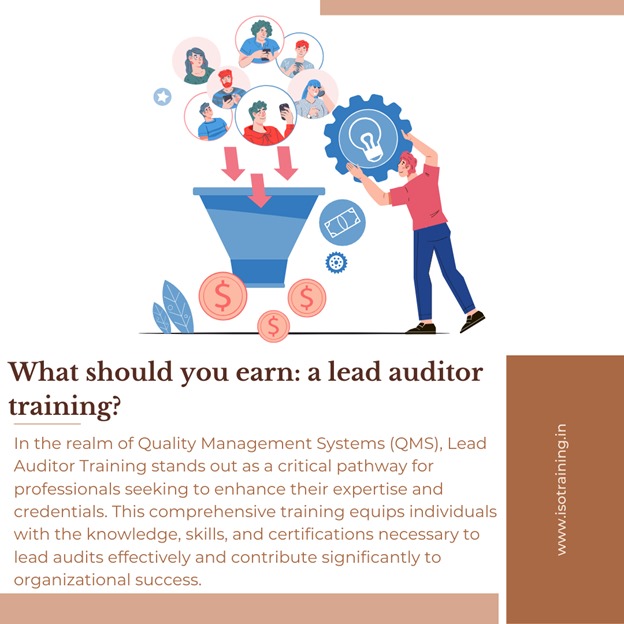 $
$
$
What should you earn: a lead auditor
training?
In the realm of Quality Management Systems (QMS), Lead
Auditor Training stands out as a critical pathway for
professionals seeking to enhance their expertise and
credentials. This comprehensive training equips individuals
with the knowledge, skills, and certifications necessary to
lead audits effectively and contribute significantly to
organizational success.
www.isotraining.in